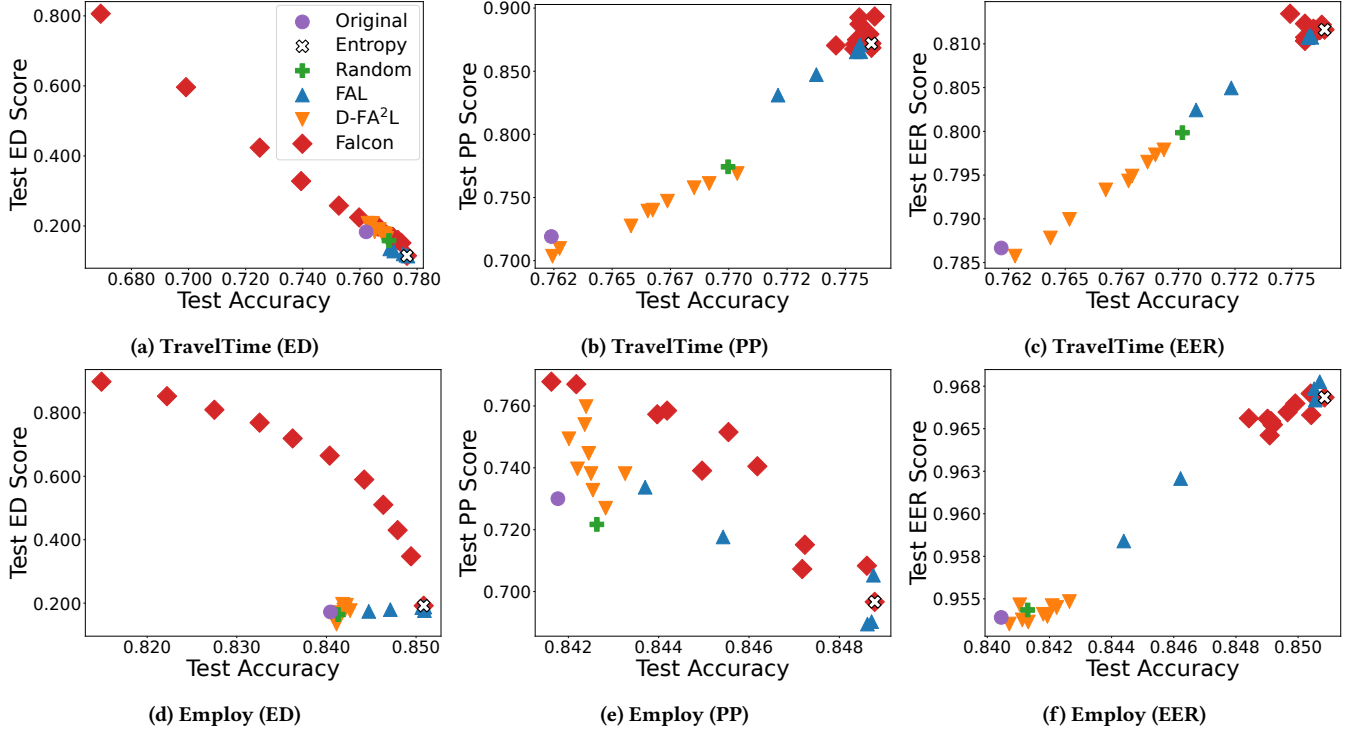 0.800
0.600
0.400
0.200
Test ED Score
0.680 0.700 0.720 0.740 0.760 0.780
Test Accuracy
Original
Entropy
Random
FAL
D-FA²L
Falcon
(a) TravelTime (ED)
0.900
0.850
0.800
0.750
0.700
Test PP Score
0.762 0.765 0.767 0.770 0.772 0.775
Test Accuracy
(b) TravelTime (PP)
0.810
0.805
0.800
0.795
0.790
0.785
Test EER Score
0.762 0.765 0.767 0.770 0.772 0.775
Test Accuracy
(c) TravelTime (EER)
0.800
0.600
0.400
0.200
Test ED Score
0.820 0.830 0.840 0.850
Test Accuracy
(d) Employ (ED)
0.760
0.740
0.720
0.700
Test PP Score
0.842 0.844 0.846 0.848
Test Accuracy
(e) Employ (PP)
0.968
0.965
0.963
0.960
0.958
0.955
Test EER Score
0.840 0.842 0.844 0.846 0.848 0.850
Test Accuracy
(f) Employ (EER)